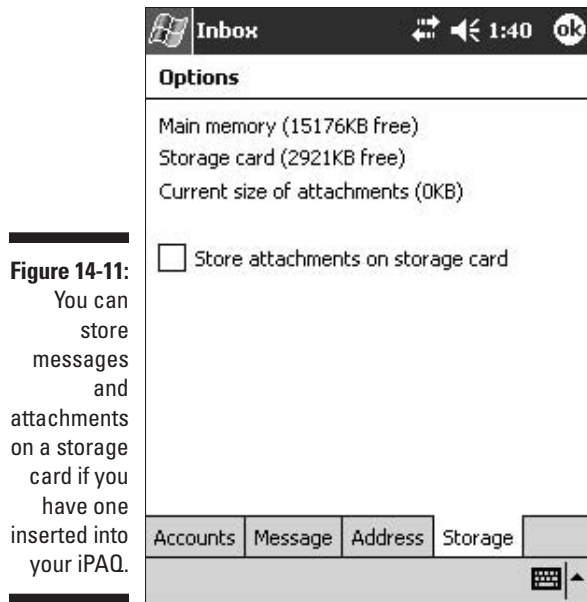 Inbox
1:40
ok
Options
Main memory (15176KB free)
Storage card (2921KB free)
Current size of attachments (0KB)
Store attachments on storage card
Accounts
Message
Address
Storage
Figure 14-11:
You can
store
messages
and
attachments
on a storage
card if you
have one
inserted into
your iPAQ.